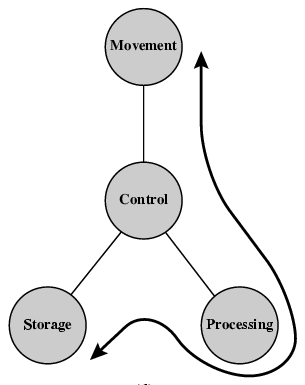 Movement
Control
Storage
Processing